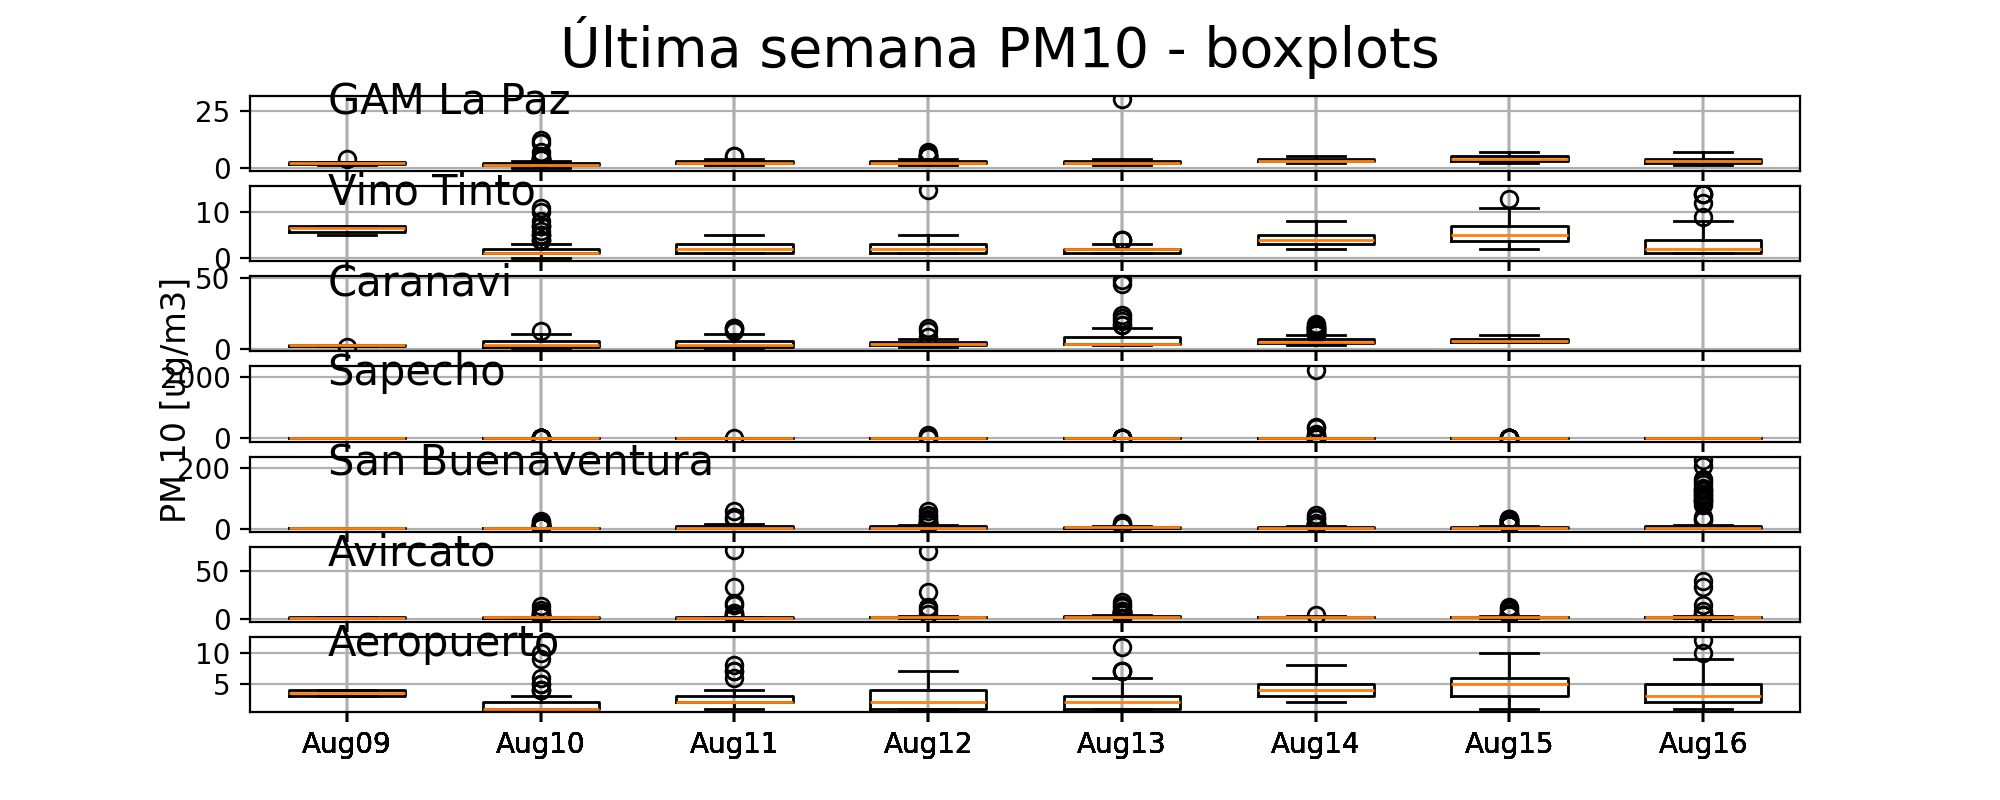 Última semana PM10 - boxplots
GAM La Paz
25
0
Vino Tinto
10
0
Caranavi
50
0
PM 10 [ug/m3]
Sapecho
2000
0
San Buenaventura
200
0
Avircato
50
0
Aeropuerto
10
5
Aug09 Aug10 Aug11 Aug12 Aug13 Aug14 Aug15 Aug16